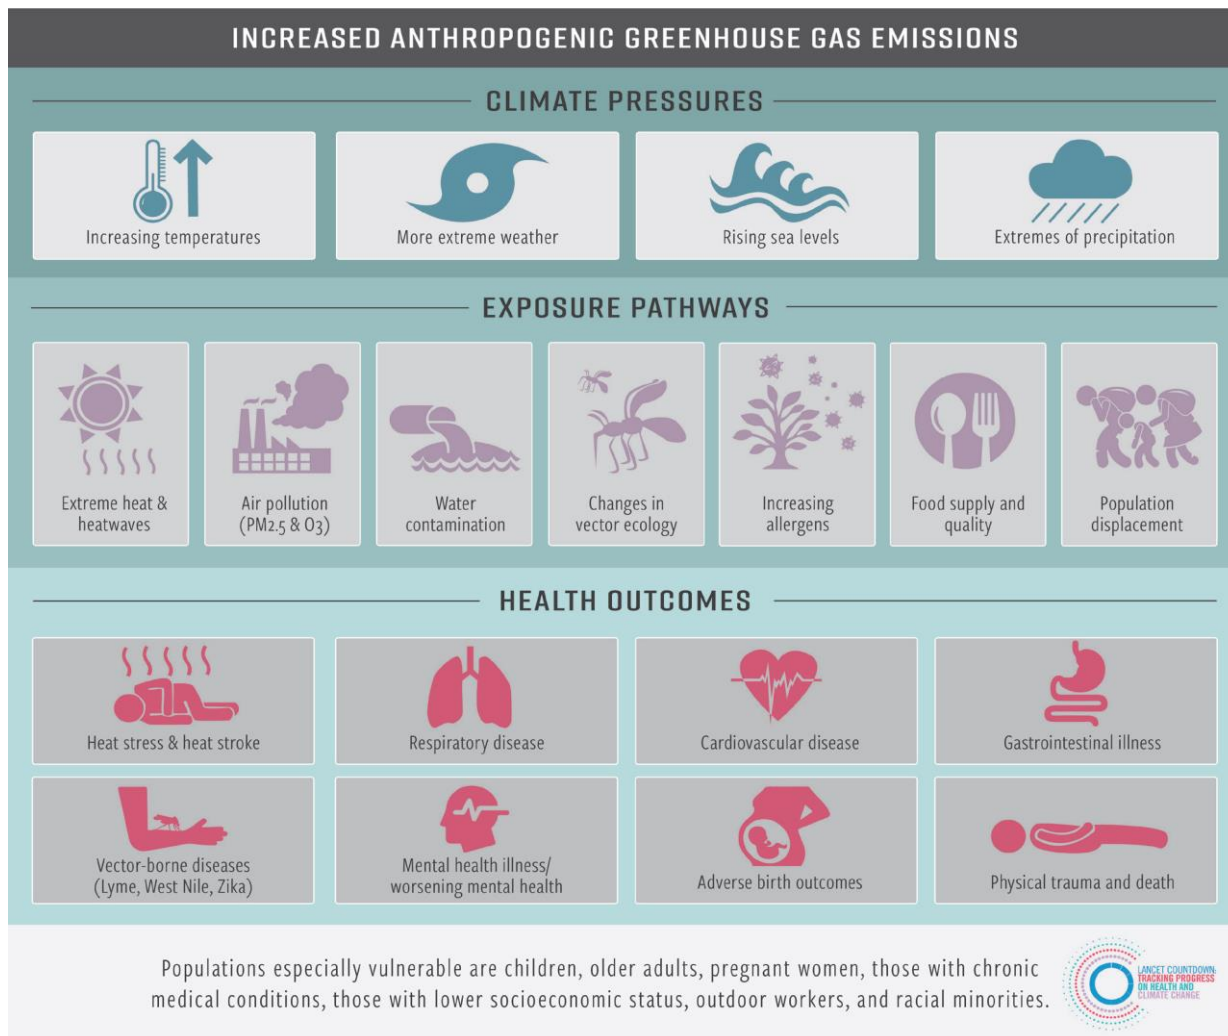 INCREASED ANTHROPOGENIC GREENHOUSE GAS EMISSIONS
CLIMATE PRESSURES
Increasing temperatures
More extreme weather
Rising sea levels
Extremes of precipitation
EXPOSURE PATHWAYS
Extreme heat &
heatwaves
Air pollution
(PM2.5 & O3)
Water
contamination
Changes in
vector ecology
Increasing
allergens
Food supply and
quality
Population
displacement
HEALTH OUTCOMES
Heat stress & heat stroke
Respiratory disease
Cardiovascular disease
Gastrointestinal illness
Vector-borne diseases
(Lyme, West Nile, Zika)
Mental health illness/
worsening mental health
Adverse birth outcomes
Physical trauma and death
Populations especially vulnerable are children, older adults, pregnant women, those with chronic
medical conditions, those with lower socioeconomic status, outdoor workers, and racial minorities.
LANCET COUNTDOWN:
TRACKING PROGRESS
ON HEALTH AND
CLIMATE CHANGE